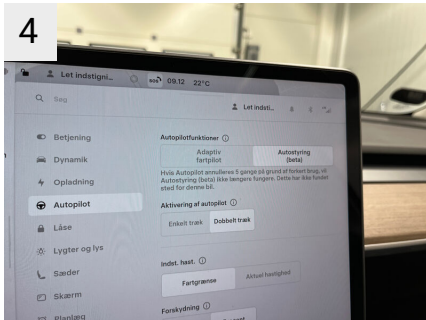 4
Let indstigni...
sos
09.12
22°C
Søg
Let indsti...
Betjening
Dynamik
Opladning
Autopilot
Låse
Lygter og lys
Sæder
Skærm
Planlæg
Autopilotfunktioner
Adaptiv
fartpilot
Autostyring
(beta)
Hvis Autopilot annulleres 5 gange på grund af forkert brug, vil
Autostyring (beta) ikke længere fungere. Dette har ikke fundet
sted for denne bil.
Aktivering af autopilot
Enkelt træk
Dobbelt træk
Indst. hast.
Fartgrænse
Aktuel hastighed
Forskydning